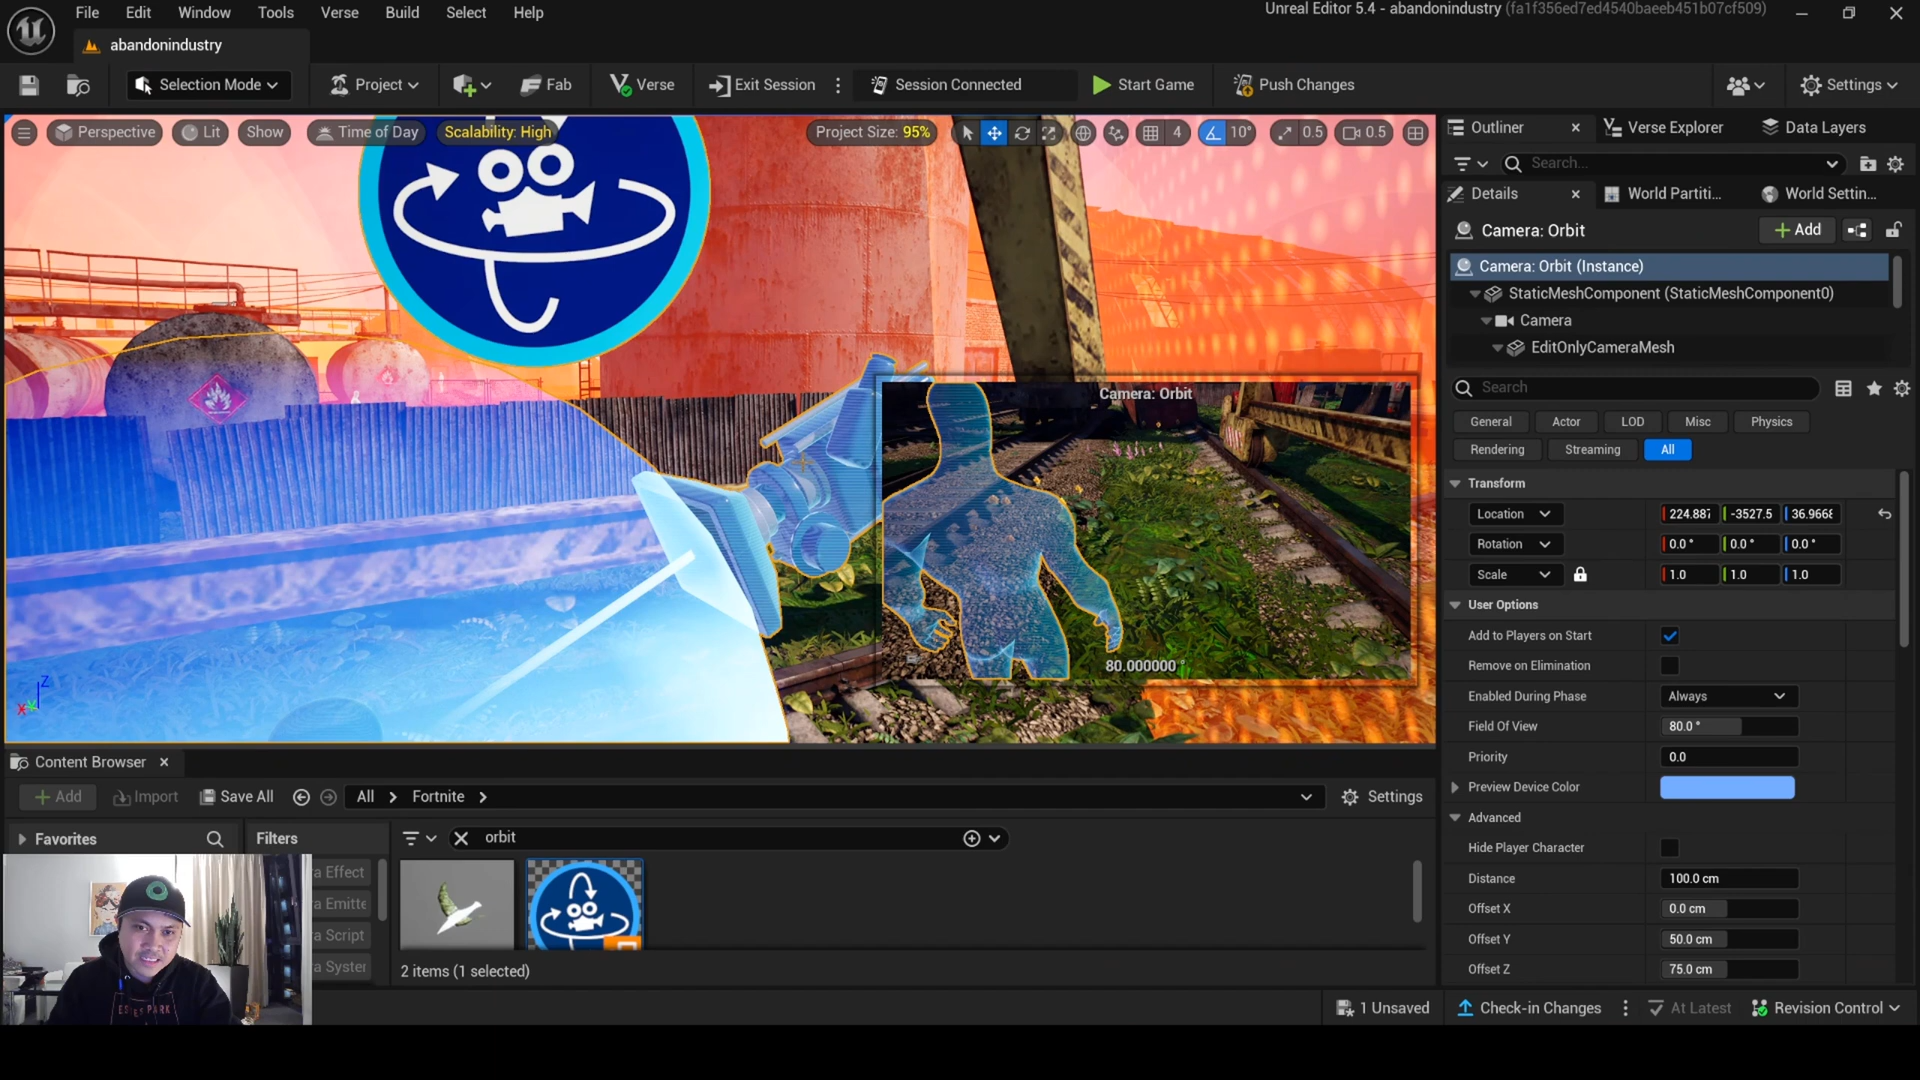 File Edit Window Tools Verse Build Select Help
Unreal Editor 5.4 - abandonindustry (fa1f356ed7ed4540baeeb451b07cf509)
abandonindustry
Selection Mode Project Fab Verse Exit Session Session Connected Start Game Push Changes Settings
Perspective Lit Show Time of Day Scalability: High Project Size: 95% 4 10° 0.5 0.5
Outliner Verse Explorer Data Layers
Search...
Details World Partiti... World Settin...
Camera: Orbit Add
Camera: Orbit (Instance)
StaticMeshComponent (StaticMeshComponent0)
Camera
EditOnlyCameraMesh
Search
General Actor LOD Misc Physics
Rendering Streaming All
Transform
Location 224.887 -3527.5 36.9668
Rotation 0.0° 0.0° 0.0°
Scale 1.0 1.0 1.0
User Options
Add to Players on Start
Remove on Elimination
Enabled During Phase Always
Field Of View 80.0°
Priority 0.0
Preview Device Color
Advanced
Hide Player Character
Distance 100.0 cm
Offset X 0.0 cm
Offset Y 50.0 cm
Offset Z 75.0 cm
Camera: Orbit
80.000000 °
Z
X Y
Content Browser
Add Import Save All All Fortnite Settings
Favorites Filters orbit
a Effect
a Emitte
a Script
a System
2 items (1 selected)
1 Unsaved Check-in Changes At Latest Revision Control